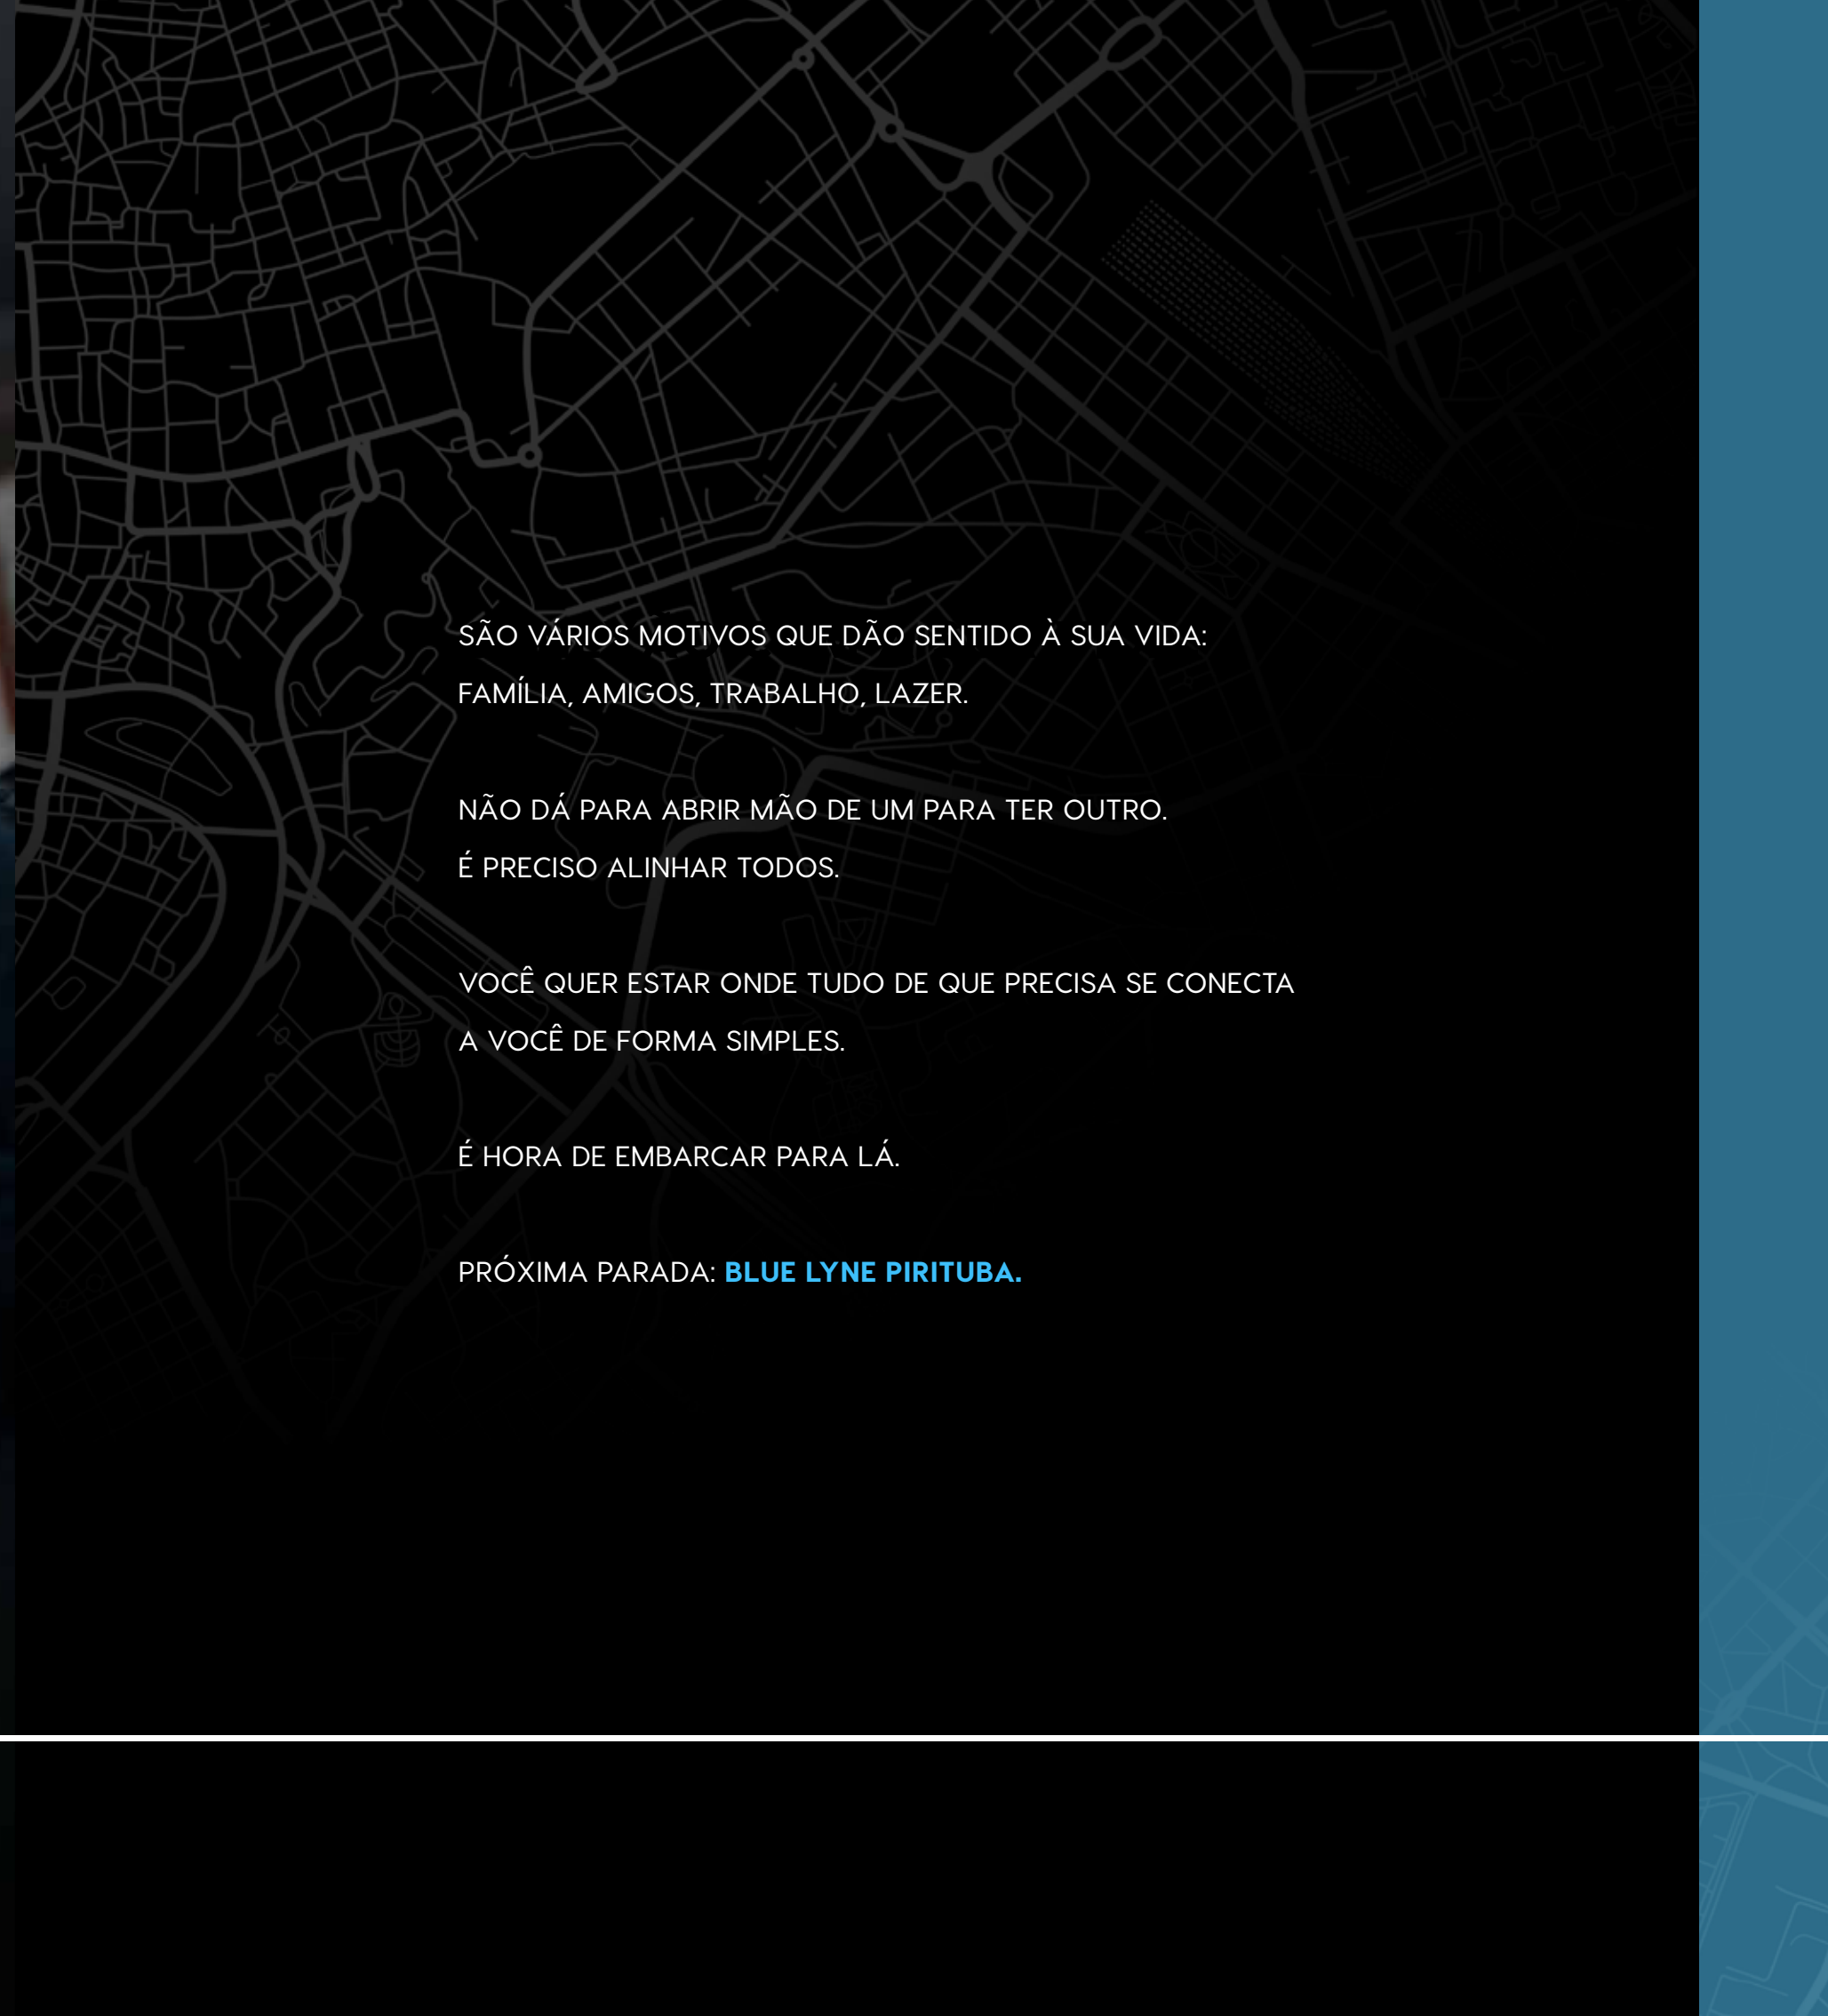 SÃO VÁRIOS MOTIVOS QUE DÃO SENTIDO À SUA VIDA:
FAMÍLIA, AMIGOS, TRABALHO, LAZER.
NÃO DÁ PARA ABRIR MÃO DE UM PARA TER OUTRO.
É PRECISO ALINHAR TODOS.
VOCÊ QUER ESTAR ONDE TUDO DE QUE PRECISA SE CONECTA
A VOCÊ DE FORMA SIMPLES.
É HORA DE EMBARCAR PARA LÁ.
PRÓXIMA PARADA: BLUE LYNE PIRITUBA.